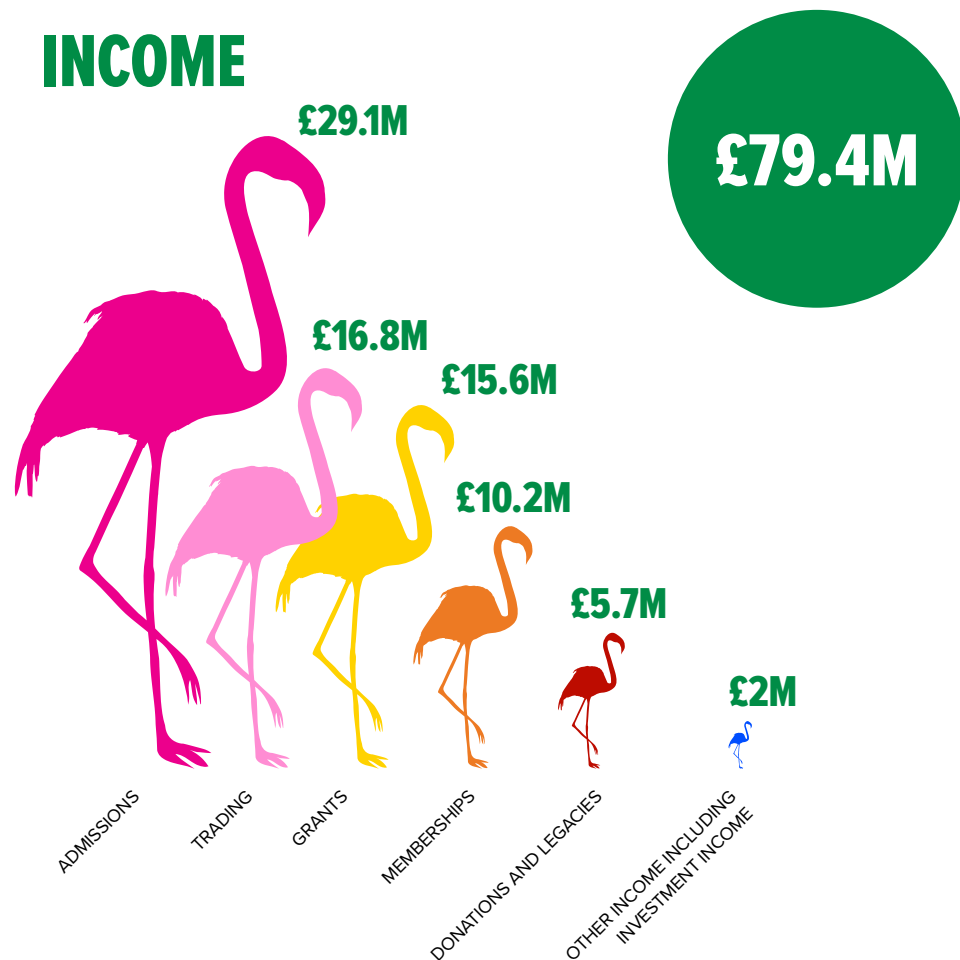 INCOME
£79.4M
£29.1M
£16.8M
£15.6M
£10.2M
£5.7M
£2M
ADMISSIONS
TRADING
GRANTS
MEMBERSHIPS
DONATIONS AND LEGACIES
OTHER INCOME INCLUDING
INVESTMENT INCOME